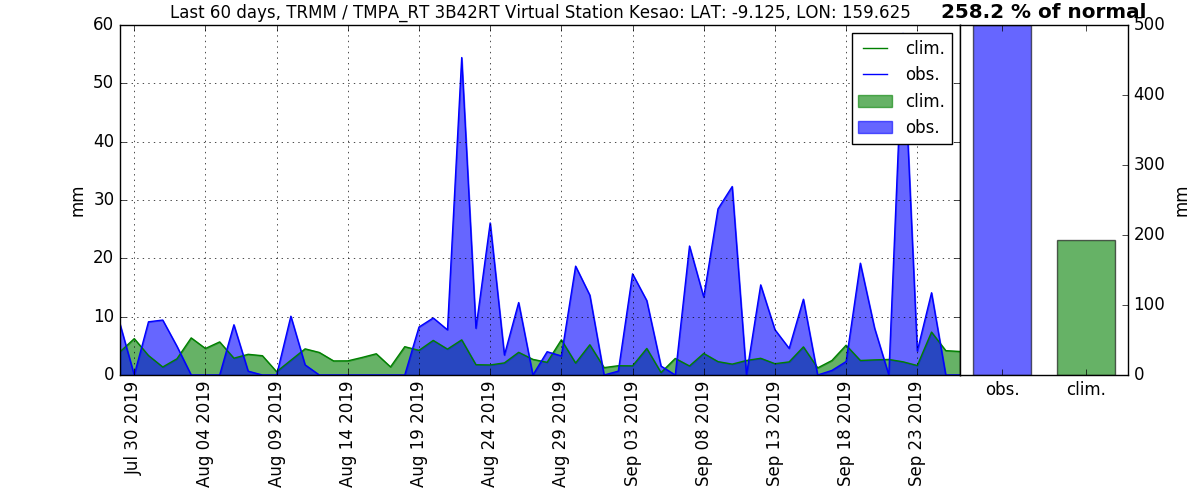 Last 60 days, TRMM / TMPA_RT 3B42RT Virtual Station Kesao: LAT: -9.125, LON: 159.625
258.2 % of normal
60
50
40
30
20
10
0
mm
clim.
obs.
clim.
obs.
500
400
300
200
100
0
mm
Jul 30 2019
Aug 04 2019
Aug 09 2019
Aug 14 2019
Aug 19 2019
Aug 24 2019
Aug 29 2019
Sep 03 2019
Sep 08 2019
Sep 13 2019
Sep 18 2019
Sep 23 2019
obs.
clim.